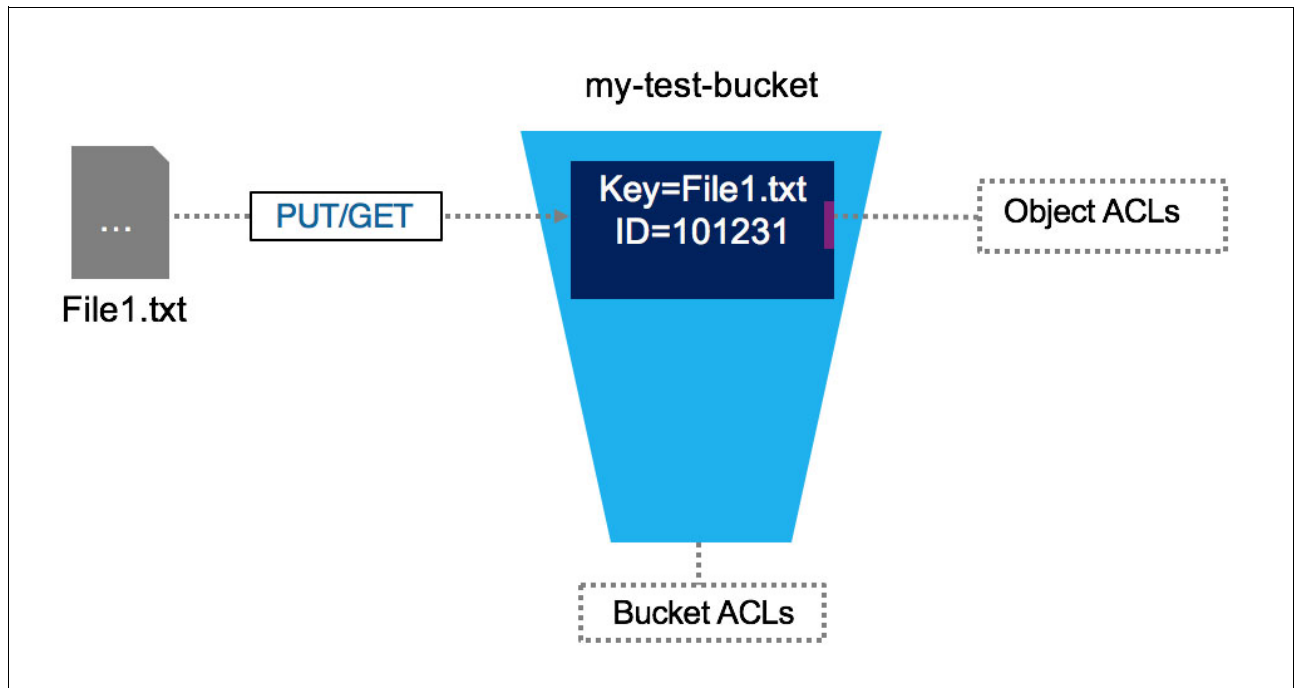 my-test-bucket
...
File1.txt
PUT/GET
Key=File1.txt
ID=101231
Object ACLs
Bucket ACLs